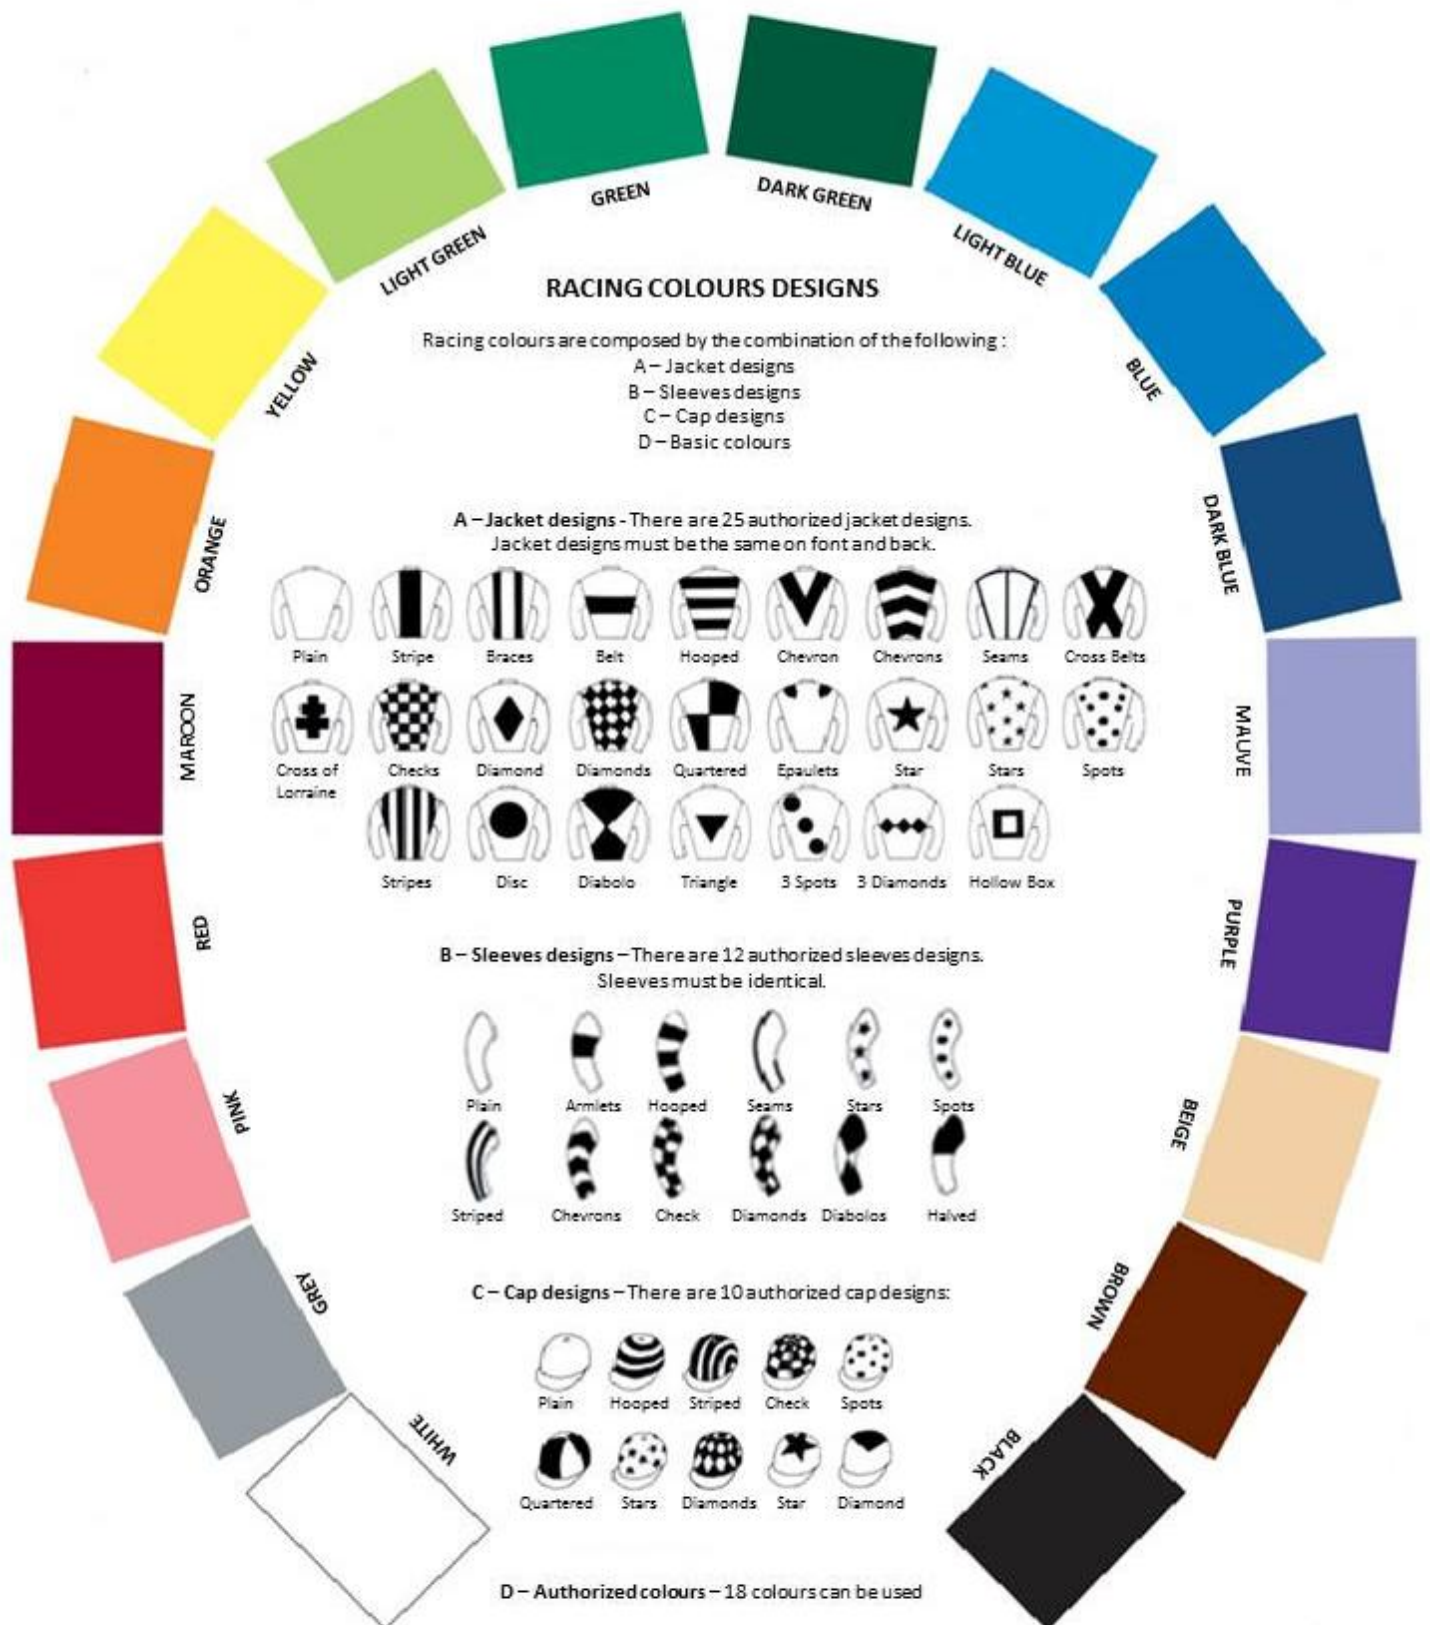 GREEN
DARK GREEN
LIGHT GREEN
LIGHT BLUE
YELLOW
BLUE
ORANGE
DARK BLUE
MAROON
MAUVE
RED
PURPLE
PINK
BEIGE
GREY
BROWN
WHITE
BLACK
RACING COLOURS DESIGNS
Racing colours are composed by the combination of the following :
A – Jacket designs
B – Sleeves designs
C – Cap designs
D – Basic colours
A – Jacket designs - There are 25 authorized jacket designs.
Jacket designs must be the same on font and back.
Plain Stripe Braces Belt Hooped Chevron Chevrons Seams Cross Belts
Cross of Checks Diamond Diamonds Quartered Epaulets Star Stars Spots
Lorraine
Stripes Disc Diabolo Triangle 3 Spots 3 Diamonds Hollow Box
B – Sleeves designs – There are 12 authorized sleeves designs.
Sleeves must be identical.
Plain Armlets Hooped Seams Stars Spots
Striped Chevrons Check Diamonds Diabolos Halved
C – Cap designs – There are 10 authorized cap designs:
Plain Hooped Striped Check Spots
Quartered Stars Diamonds Star Diamond
D – Authorized colours – 18 colours can be used